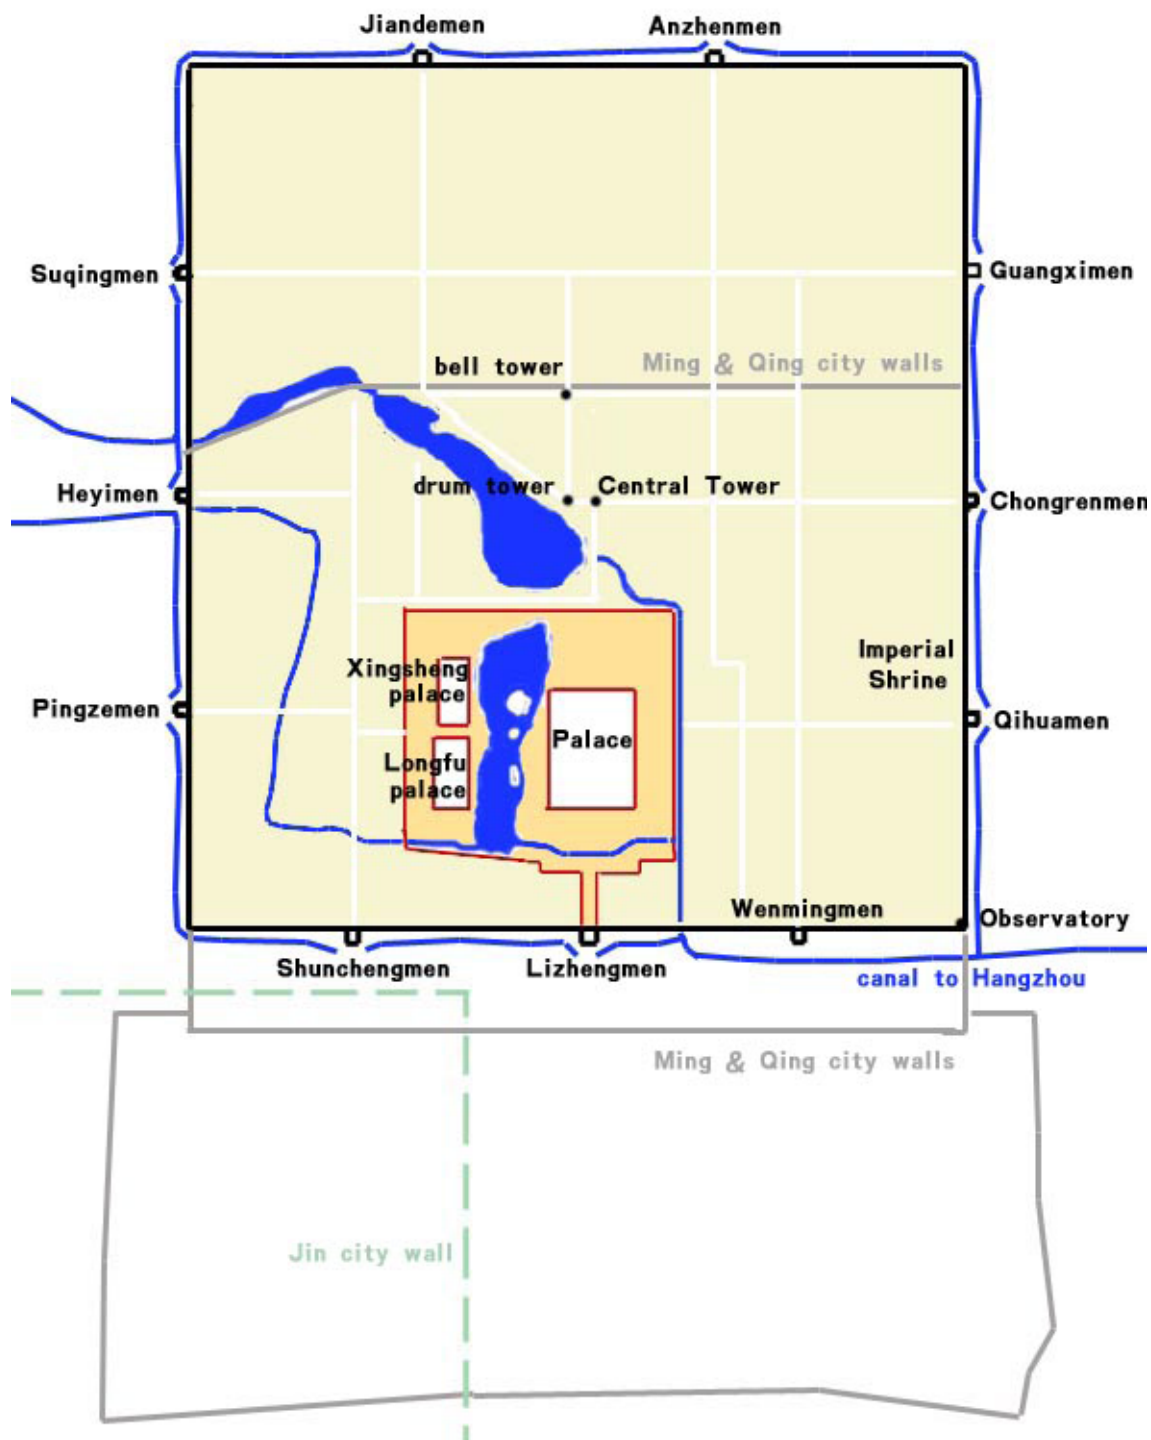 Jiandemen
Anzhenmen
Suqingmen
Guangximen
bell tower
Ming & Qing city walls
Heyimen
drum tower
Central Tower
Chongrenmen
Imperial
Shrine
Xingsheng
palace
Pingzemen
Qihuamen
Palace
Longfu
palace
Wenmingmen
Observatory
Shunchengmen
Lizhengmen
canal to Hangzhou
Ming & Qing city walls
Jin city wall